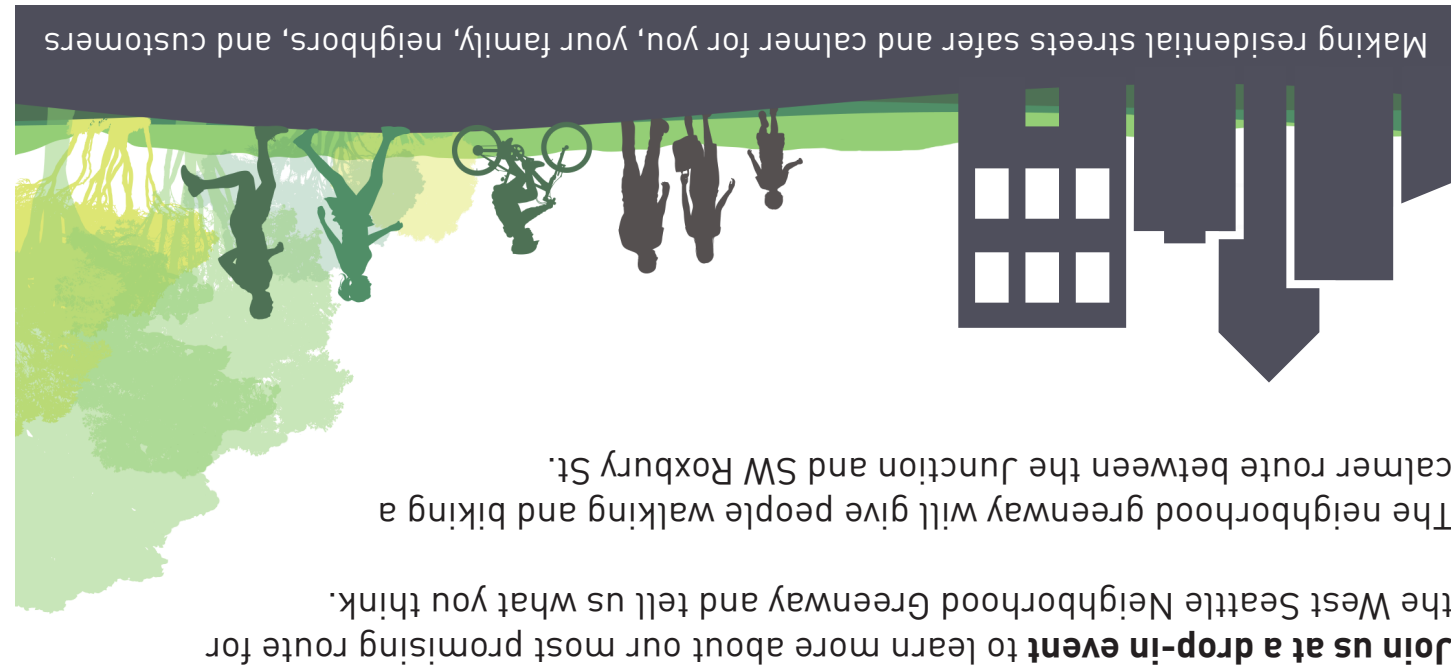 Join us at a drop-in event to learn more about our most promising route for
the West Seattle Neighborhood Greenway and tell us what you think.
The neighborhood greenway will give people walking and biking a
calmer route between the Junction and SW Roxbury St.
Making residential streets safer and calmer for you, your family, neighbors, and customers